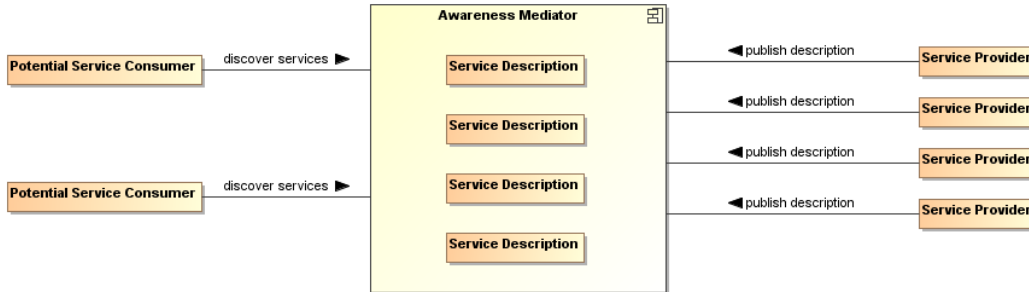 Awareness Mediator
Potential Service Consumer
discover services
Service Description
publish description
Service Provider
Service Description
publish description
Service Provider
Potential Service Consumer
discover services
Service Description
publish description
Service Provider
Service Description
publish description
Service Provider